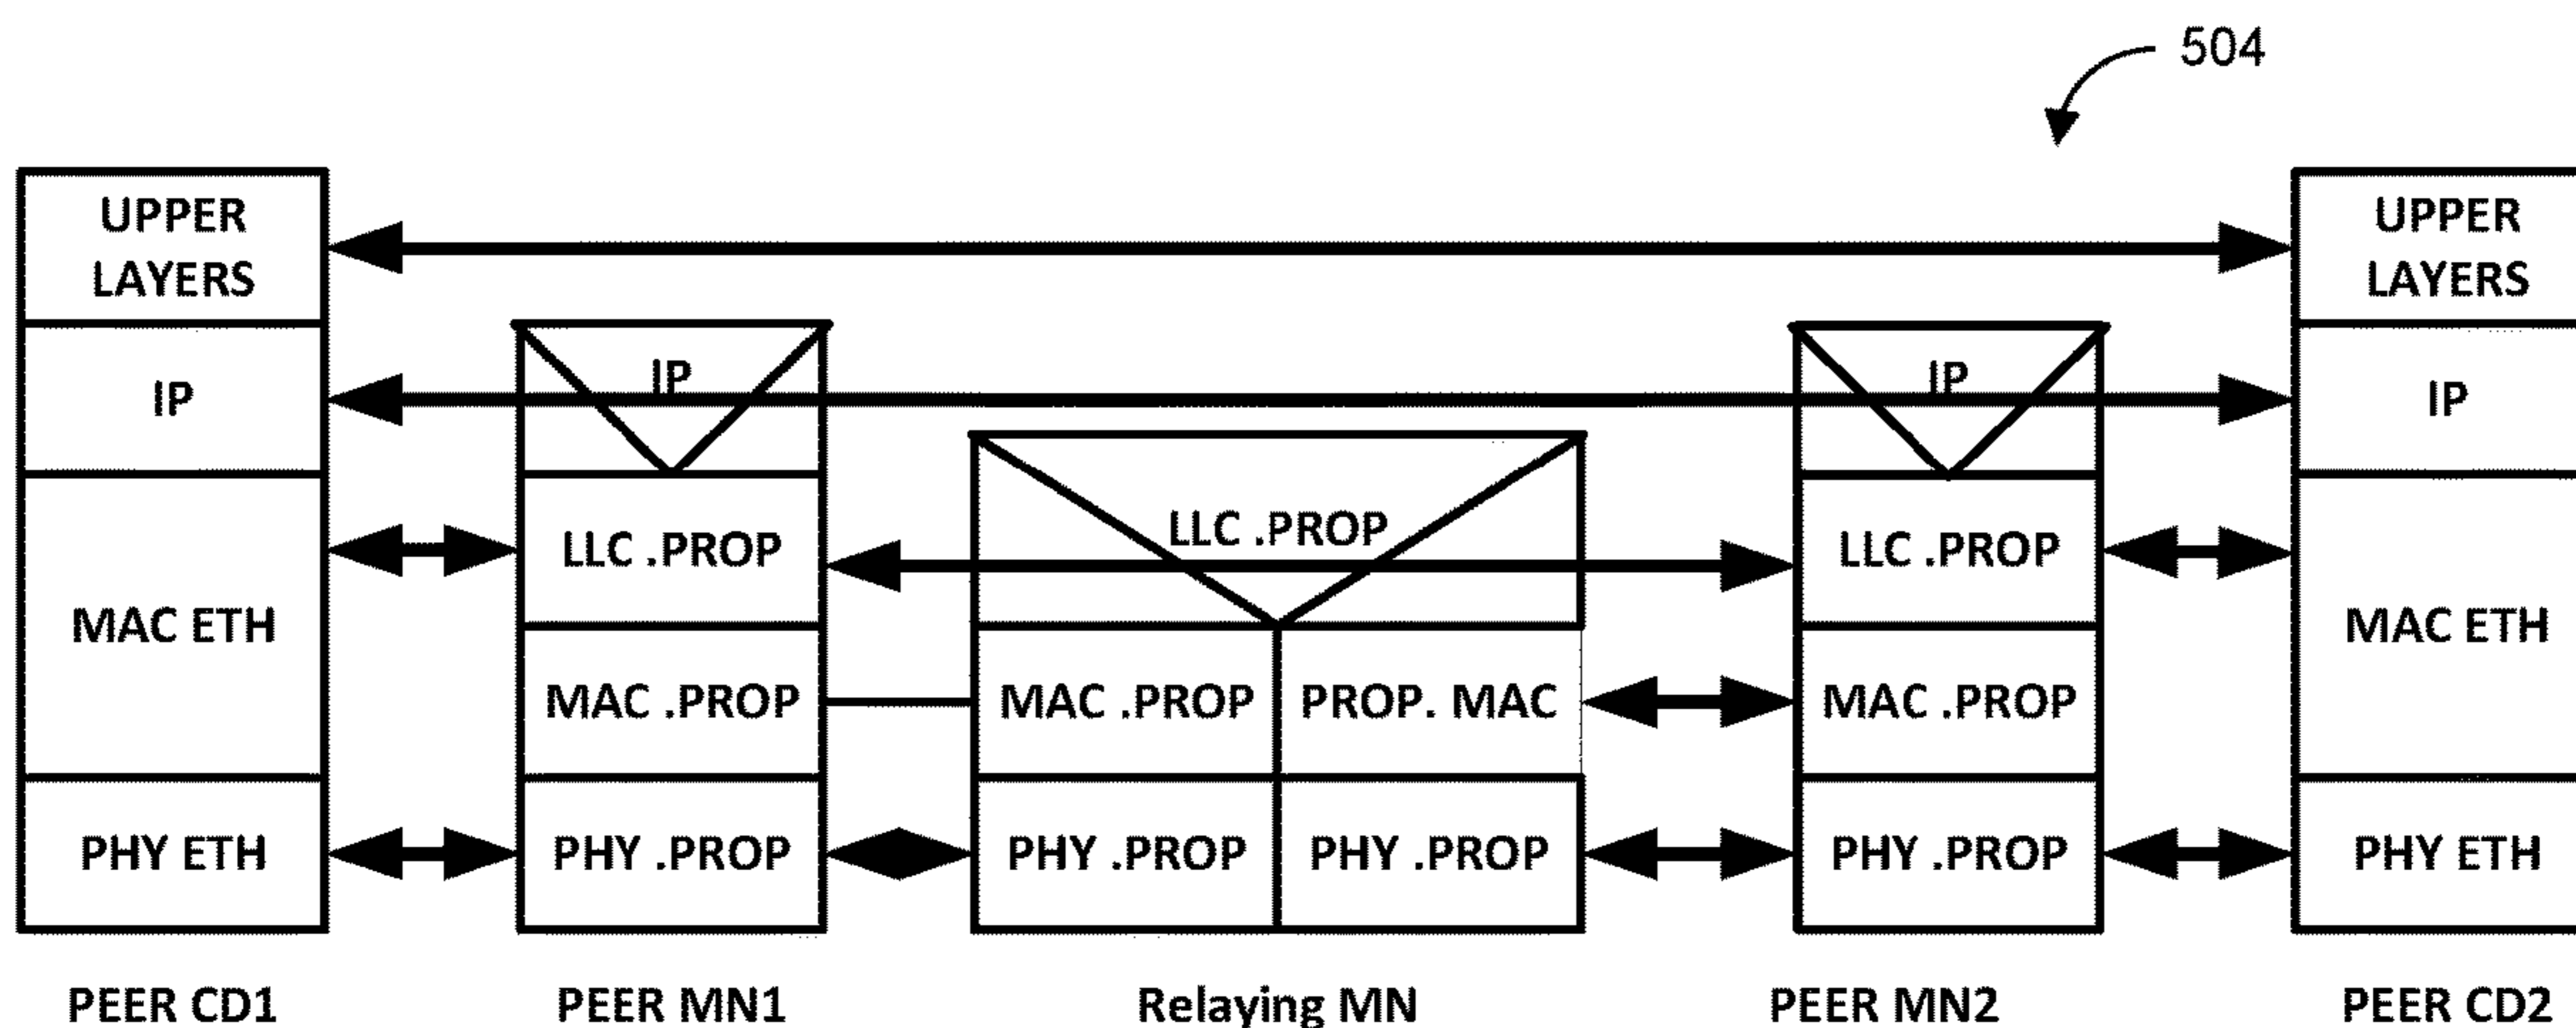 504
UPPER
LAYERS
IP
MAC ETH
PHY ETH
PEER CD1
IP
LLC .PROP
MAC .PROP
PHY .PROP
PEER MN1
LLC .PROP
MAC .PROP
PROP. MAC
PHY .PROP
PHY .PROP
Relaying MN
IP
LLC .PROP
MAC .PROP
PHY .PROP
PEER MN2
UPPER
LAYERS
IP
MAC ETH
PHY ETH
PEER CD2